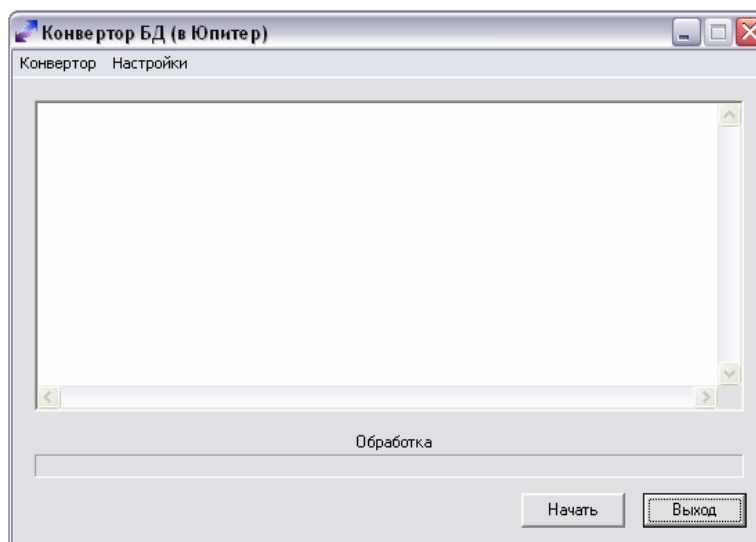 Конвертор БД (в Юпитер)
Конвертор Настройки
Обработка
Начать Выход